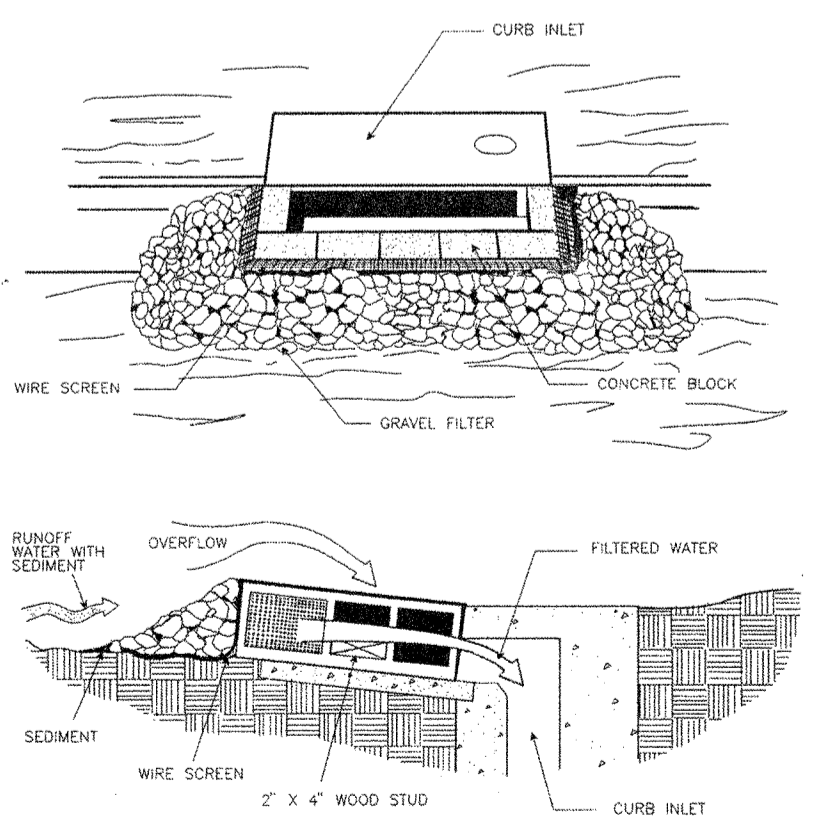 CURB INLET
WIRE SCREEN
CONCRETE BLOCK
GRAVEL FILTER
RUNOFF
WATER WITH
SEDIMENT
OVERFLOW
FILTERED WATER
SEDIMENT
WIRE SCREEN
2" X 4" WOOD STUD
CURB INLET